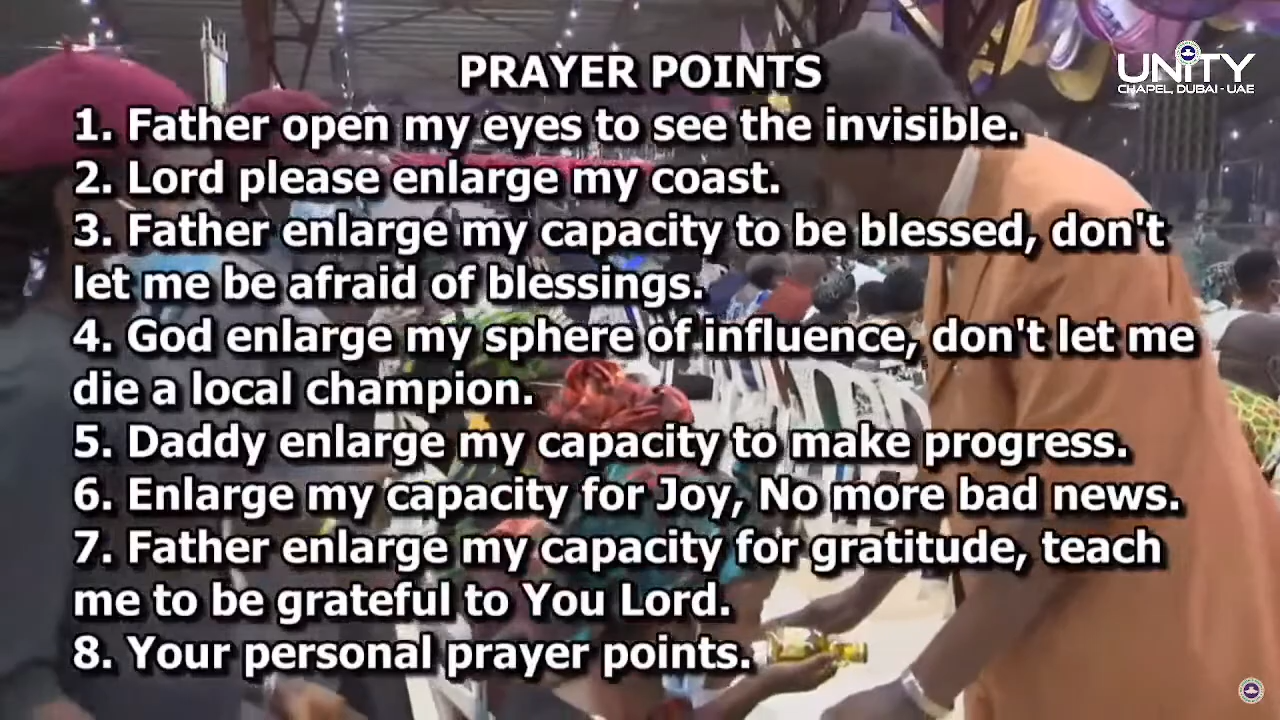 UNITY
CHAPEL, DUBAI - UAE
PRAYER POINTS
1. Father open my eyes to see the invisible.
2. Lord please enlarge my coast.
3. Father enlarge my capacity to be blessed, don't
let me be afraid of blessings.
4. God enlarge my sphere of influence, don't let me
die a local champion.
5. Daddy enlarge my capacity to make progress.
6. Enlarge my capacity for Joy, No more bad news.
7. Father enlarge my capacity for gratitude, teach
me to be grateful to You Lord.
8. Your personal prayer points.